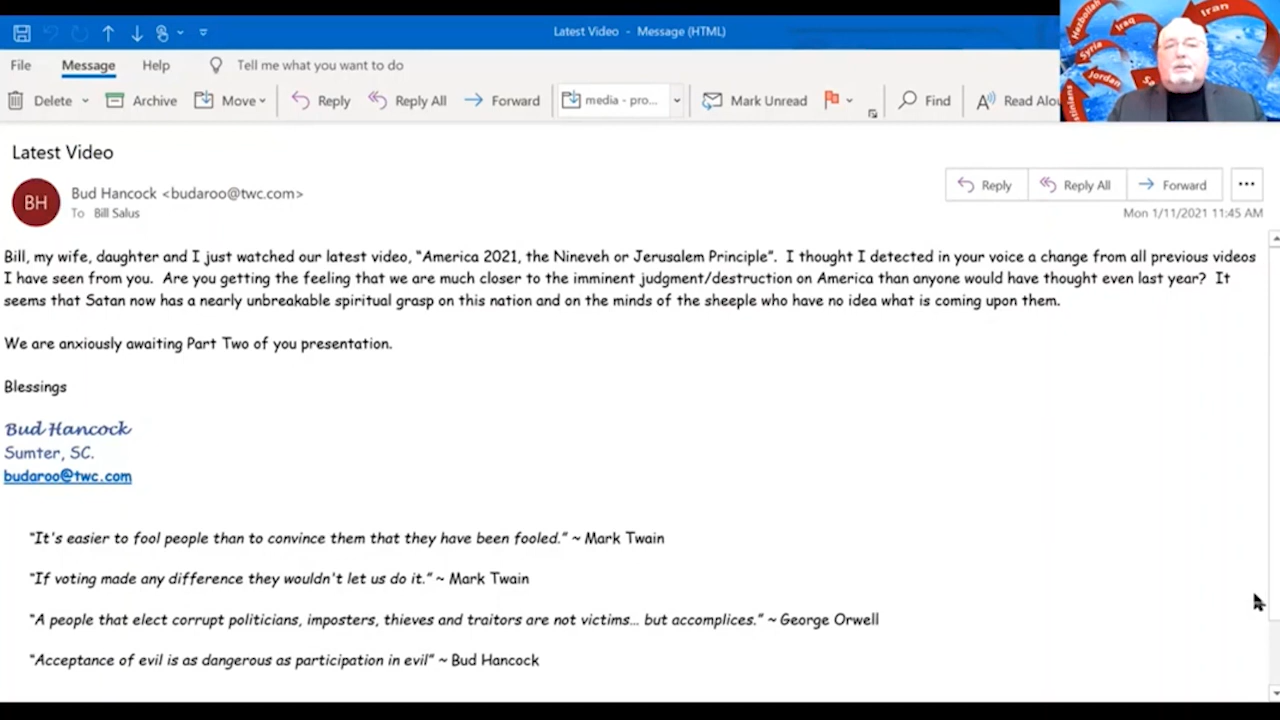 Latest Video - Message (HTML)
File Message Help Tell me what you want to do
Delete Archive Move Reply Reply All Forward media - pro... Mark Unread Find Read Alou
Hezbollah
Iraq
Iran
Syria
Jordan
Latest Video
BH
Bud Hancock <budaroo@twc.com>
To Bill Salus
Reply Reply All Forward ...
Mon 1/11/2021 11:45 AM
Bill, my wife, daughter and I just watched our latest video, “America 2021, the Nineveh or Jerusalem Principle”. I thought I detected in your voice a change from all previous videos
I have seen from you. Are you getting the feeling that we are much closer to the imminent judgment/destruction on America than anyone would have thought even last year? It
seems that Satan now has a nearly unbreakable spiritual grasp on this nation and on the minds of the sheeple who have no idea what is coming upon them.
We are anxiously awaiting Part Two of you presentation.
Blessings
Bud Hancock
Sumter, SC.
budaroo@twc.com
“It's easier to fool people than to convince them that they have been fooled.” ~ Mark Twain
“If voting made any difference they wouldn't let us do it.” ~ Mark Twain
“A people that elect corrupt politicians, imposters, thieves and traitors are not victims... but accomplices.” ~ George Orwell
“Acceptance of evil is as dangerous as participation in evil” ~ Bud Hancock